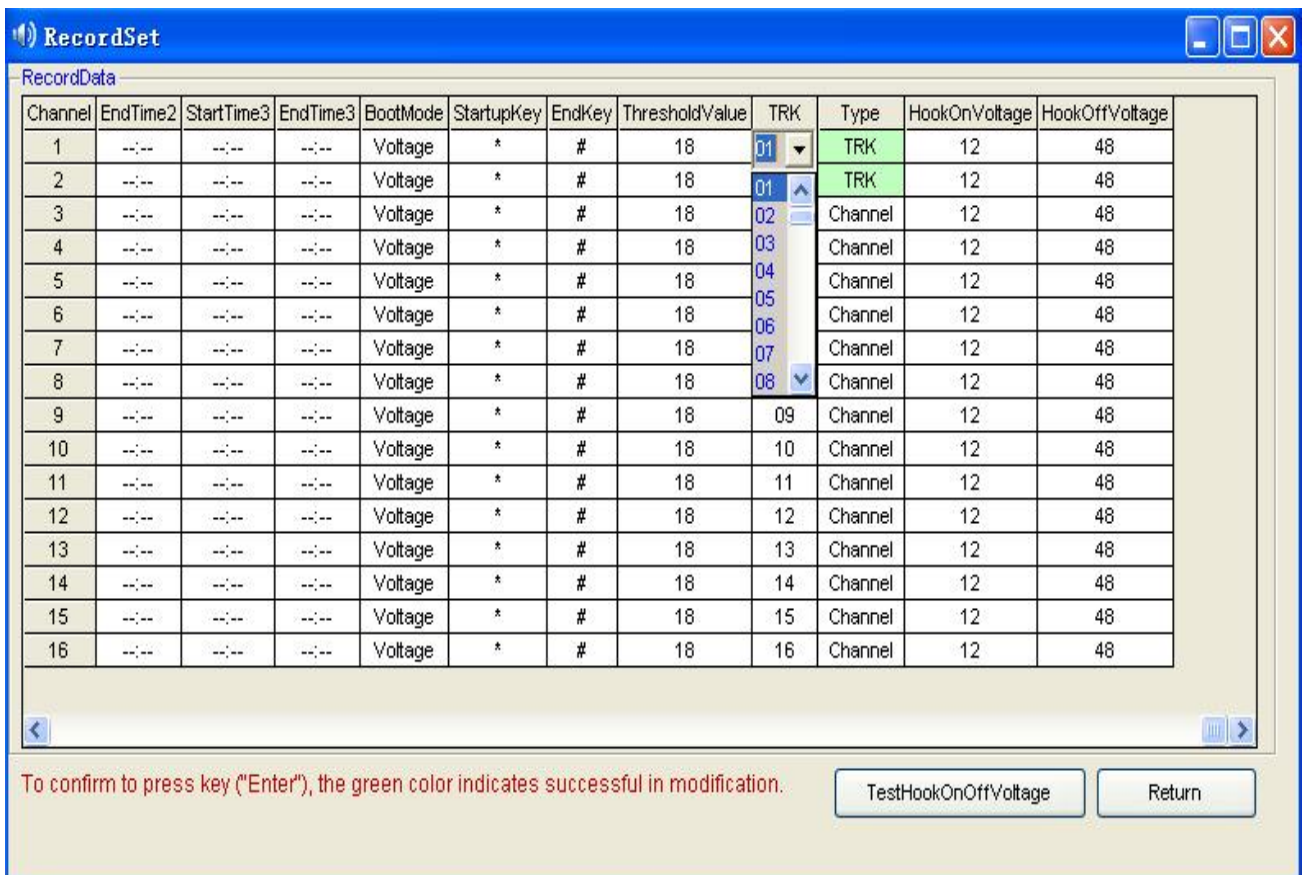 RecordSet
RecordData
Channel EndTime2 StartTime3 EndTime3 BootMode StartupKey EndKey ThresholdValue TRK Type HookOnVoltage HookOffVoltage
1 --:-- --:-- --:-- Voltage * # 18 01 TRK 12 48
2 --:-- --:-- --:-- Voltage * # 18 01 TRK 12 48
3 --:-- --:-- --:-- Voltage * # 18 02 Channel 12 48
4 --:-- --:-- --:-- Voltage * # 18 03 Channel 12 48
5 --:-- --:-- --:-- Voltage * # 18 04 Channel 12 48
05
6 --:-- --:-- --:-- Voltage * # 18 06 Channel 12 48
7 --:-- --:-- --:-- Voltage * # 18 07 Channel 12 48
8 --:-- --:-- --:-- Voltage * # 18 08 Channel 12 48
9 --:-- --:-- --:-- Voltage * # 18 09 Channel 12 48
10 --:-- --:-- --:-- Voltage * # 18 10 Channel 12 48
11 --:-- --:-- --:-- Voltage * # 18 11 Channel 12 48
12 --:-- --:-- --:-- Voltage * # 18 12 Channel 12 48
13 --:-- --:-- --:-- Voltage * # 18 13 Channel 12 48
14 --:-- --:-- --:-- Voltage * # 18 14 Channel 12 48
15 --:-- --:-- --:-- Voltage * # 18 15 Channel 12 48
16 --:-- --:-- --:-- Voltage * # 18 16 Channel 12 48
To confirm to press key ("Enter"), the green color indicates successful in modification.
TestHookOnOffVoltage Return